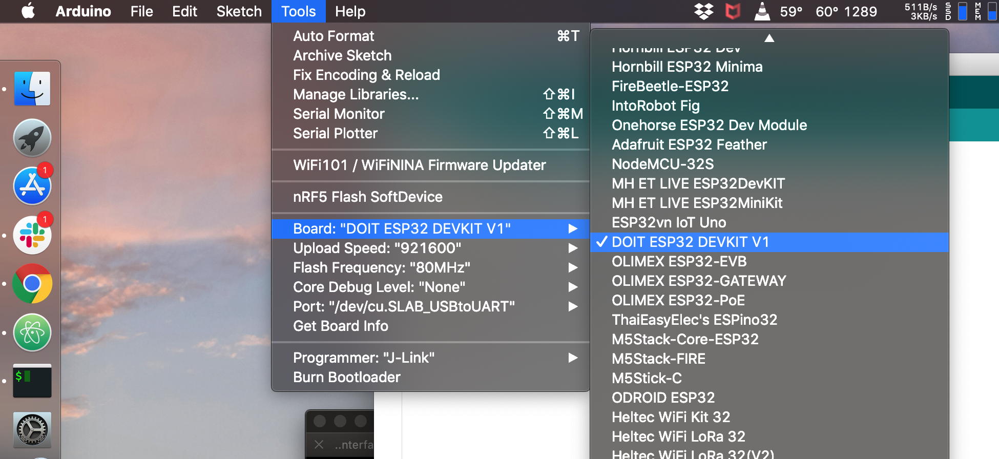 Arduino File Edit Sketch Tools Help 59° 60° 1289 511B/s 3KB/s SSD MEM
Auto Format ⌘T
Archive Sketch
Fix Encoding & Reload
Manage Libraries... ⇧⌘I
Serial Monitor ⇧⌘M
Serial Plotter ⇧⌘L
WiFi101 / WiFiNINA Firmware Updater
nRF5 Flash SoftDevice
Board: "DOIT ESP32 DEVKIT V1"
Upload Speed: "921600"
Flash Frequency: "80MHz"
Core Debug Level: "None"
Port: "/dev/cu.SLAB_USBtoUART"
Get Board Info
Programmer: "J-Link"
Burn Bootloader
Hornbill ESP32 Dev
Hornbill ESP32 Minima
FireBeetle-ESP32
IntoRobot Fig
Onehorse ESP32 Dev Module
Adafruit ESP32 Feather
NodeMCU-32S
MH ET LIVE ESP32DevKIT
MH ET LIVE ESP32MiniKit
ESP32vn IoT Uno
✓ DOIT ESP32 DEVKIT V1
OLIMEX ESP32-EVB
OLIMEX ESP32-GATEWAY
OLIMEX ESP32-PoE
ThaiEasyElec's ESPino32
M5Stack-Core-ESP32
M5Stack-FIRE
M5Stick-C
ODROID ESP32
Heltec WiFi Kit 32
Heltec WiFi LoRa 32
Heltec WiFi LoRa 32(V2)
1
1
$
..nterfa